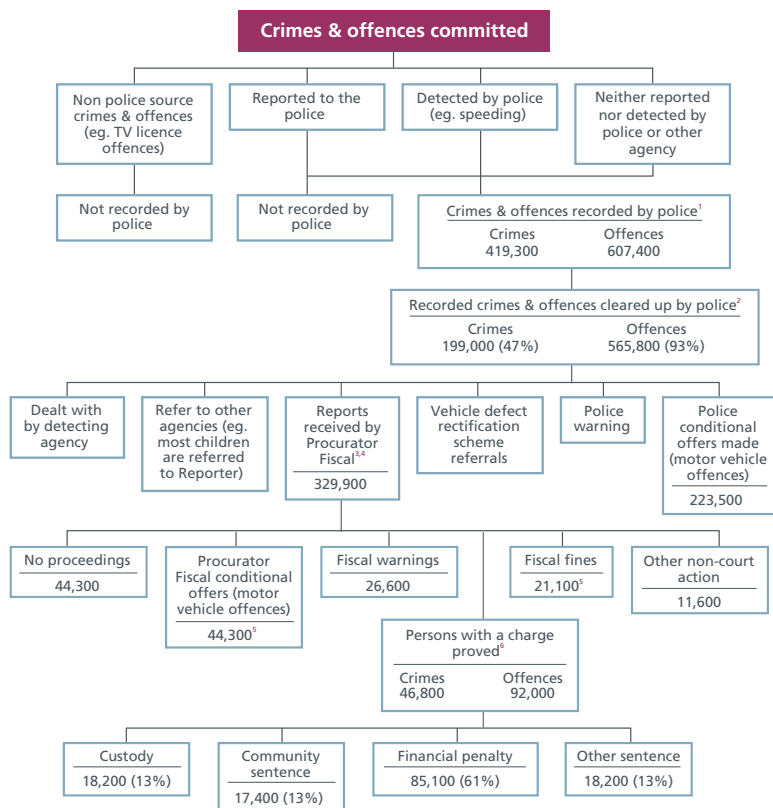 Crimes & offences committed
Non police source
crimes & offences
(eg. TV licence
offences)
Reported to the
police
Detected by police
(eg. speeding)
Neither reported
nor detected by
police or other
agency
Not recorded by
police
Not recorded by
police
Crimes & offences recorded by police¹
Crimes Offences
419,300 607,400
Recorded crimes & offences cleared up by police²
Crimes Offences
199,000 (47%) 565,800 (93%)
Dealt with
by detecting
agency
Refer to other
agencies (eg.
most children
are referred
to Reporter)
Reports
received by
Procurator
Fiscal³,⁴
329,900
Vehicle defect
rectification
scheme
referrals
Police
warning
Police
conditional
offers made
(motor vehicle
offences)
223,500
No proceedings
44,300
Procurator
Fiscal conditional
offers (motor
vehicle offences)
44,300⁵
Fiscal warnings
26,600
Fiscal fines
21,100⁵
Other non-court
action
11,600
Persons with a charge
proved⁶
Crimes Offences
46,800 92,000
Custody
18,200 (13%)
Community
sentence
17,400 (13%)
Financial penalty
85,100 (61%)
Other sentence
18,200 (13%)